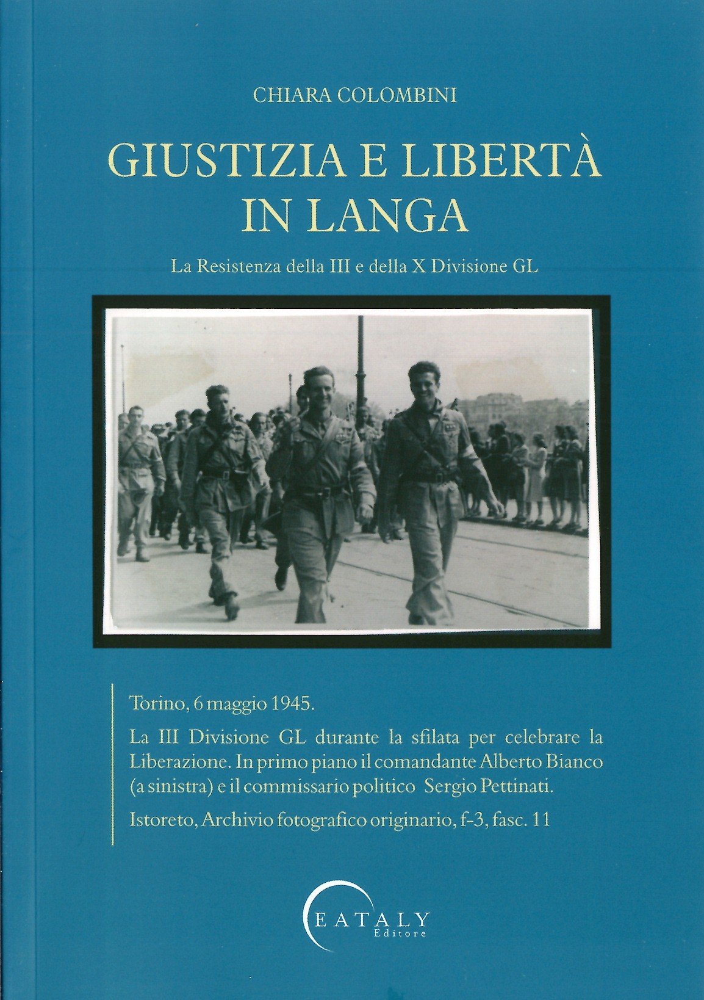 CHIARA COLOMBINI
GIUSTIZIA E LIBERTÀ
IN LANGA
La Resistenza della III e della X Divisione GL
Torino, 6 maggio 1945.
La III Divisione GL durante la sfilata per celebrare la
Liberazione. In primo piano il comandante Alberto Bianco
(a sinistra) e il commissario politico Sergio Pettinati.
Istoreto, Archivio fotografico originario, f-3, fasc. 11
EATALY
Editore